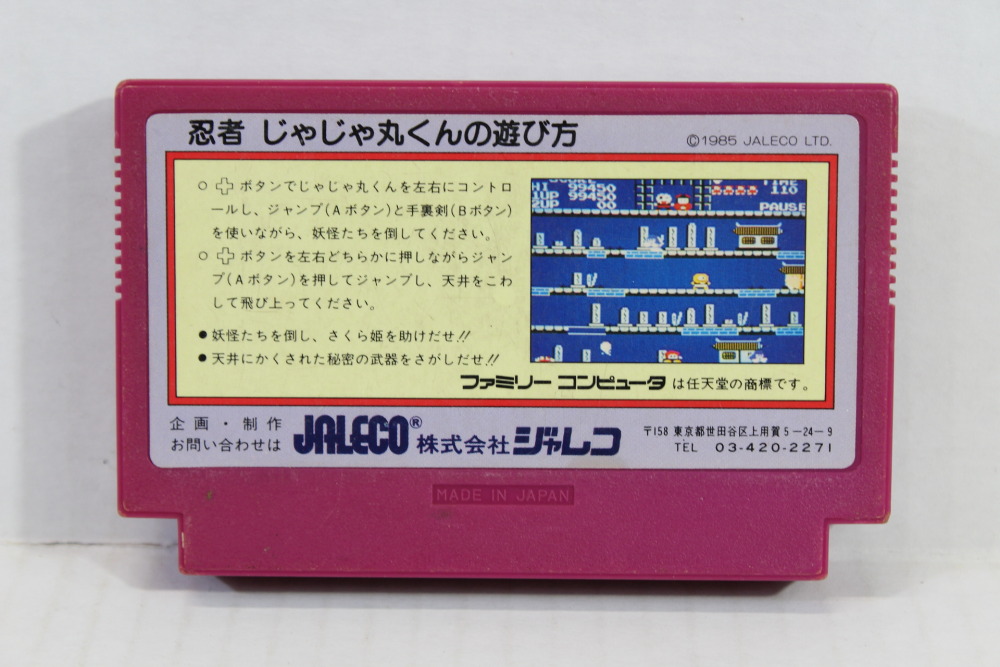 忍者 じゃじゃ丸くんの遊び方
©1985 JALECO LTD.
○ ボタンでじゃじゃ丸くんを左右にコントロ
ールし、ジャンプ(Aボタン)と手裏剣(Bボタン)
を使いながら、妖怪たちを倒してください。
○ ボタンを左右どちらかに押しながらジャン
プ(Aボタン)を押してジャンプし、天井をこわ
して飛び上ってください。
●妖怪たちを倒し、さくら姫を助けだせ!!
●天井にかくされた秘密の武器をさがしだせ!!
HI 99450
1UP 99450
2UP 00
TIME
110
PAUSE
ファミリーコンピュータ は任天堂の商標です。
企画・制作
お問い合わせは
JALECO® 株式会社ジャレコ
〒158 東京都世田谷区上用賀5-24-9
TEL 03-420-2271
MADE IN JAPAN